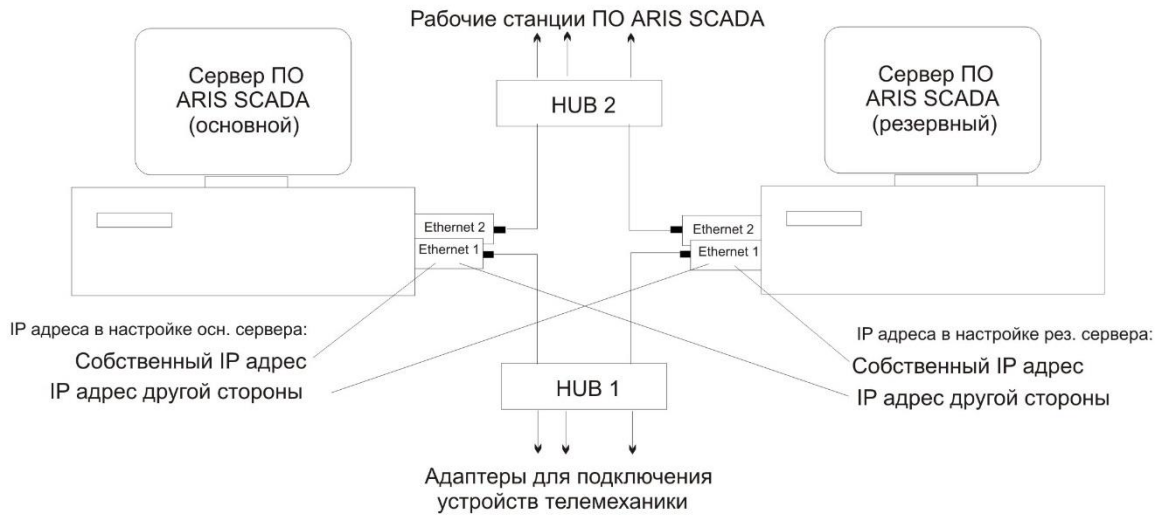 Рабочие станции ПО ARIS SCADA
Сервер ПО
ARIS SCADA
(основной)
HUB 2
Сервер ПО
ARIS SCADA
(резервный)
Ethernet 2
Ethernet 1
Ethernet 2
Ethernet 1
IP адреса в настройке осн. сервера:
Собственный IP адрес
IP адрес другой стороны
HUB 1
IP адреса в настройке рез. сервера:
Собственный IP адрес
IP адрес другой стороны
Адаптеры для подключения
устройств телемеханики